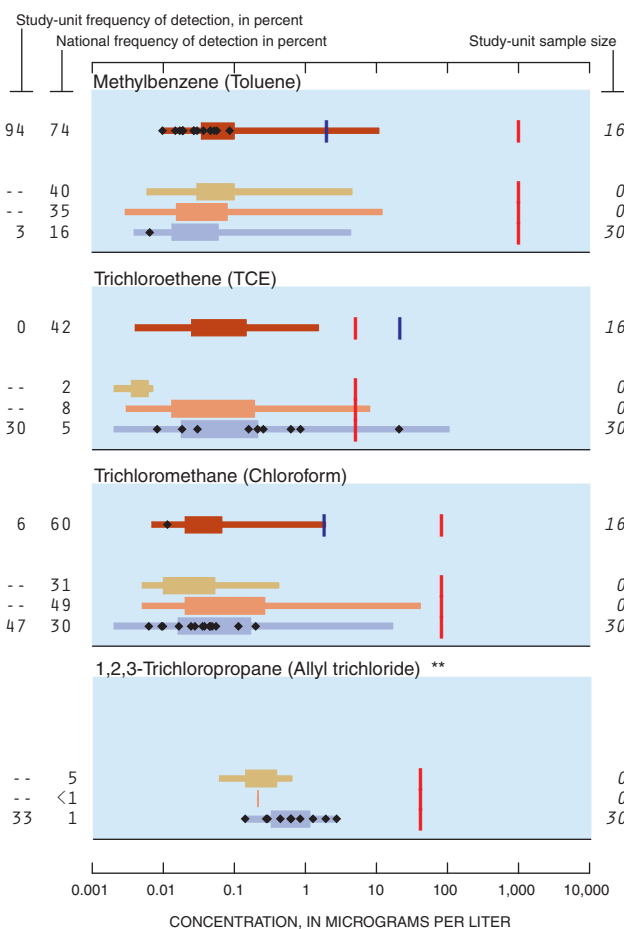 Study-unit frequency of detection, in percent
National frequency of detection in percent
Study-unit sample size
Methylbenzene (Toluene)
94 74 16
-- 40 0
-- 35 0
3 16 30
Trichloroethene (TCE)
0 42 16
-- 2 0
-- 8 0
30 5 30
Trichloromethane (Chloroform)
6 60 16
-- 31 0
-- 49 0
47 30 30
1,2,3-Trichloropropane (Allyl trichloride) **
-- 5 0
-- <1 0
33 1 30
0.001 0.01 0.1 1 10 100 1,000 10,000
CONCENTRATION, IN MICROGRAMS PER LITER